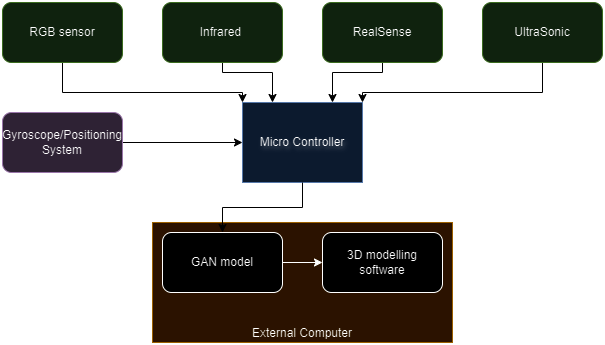 RGB sensor
Infrared
RealSense
UltraSonic
Gyroscope/Positioning
System
Micro Controller
GAN model
3D modelling
software
External Computer